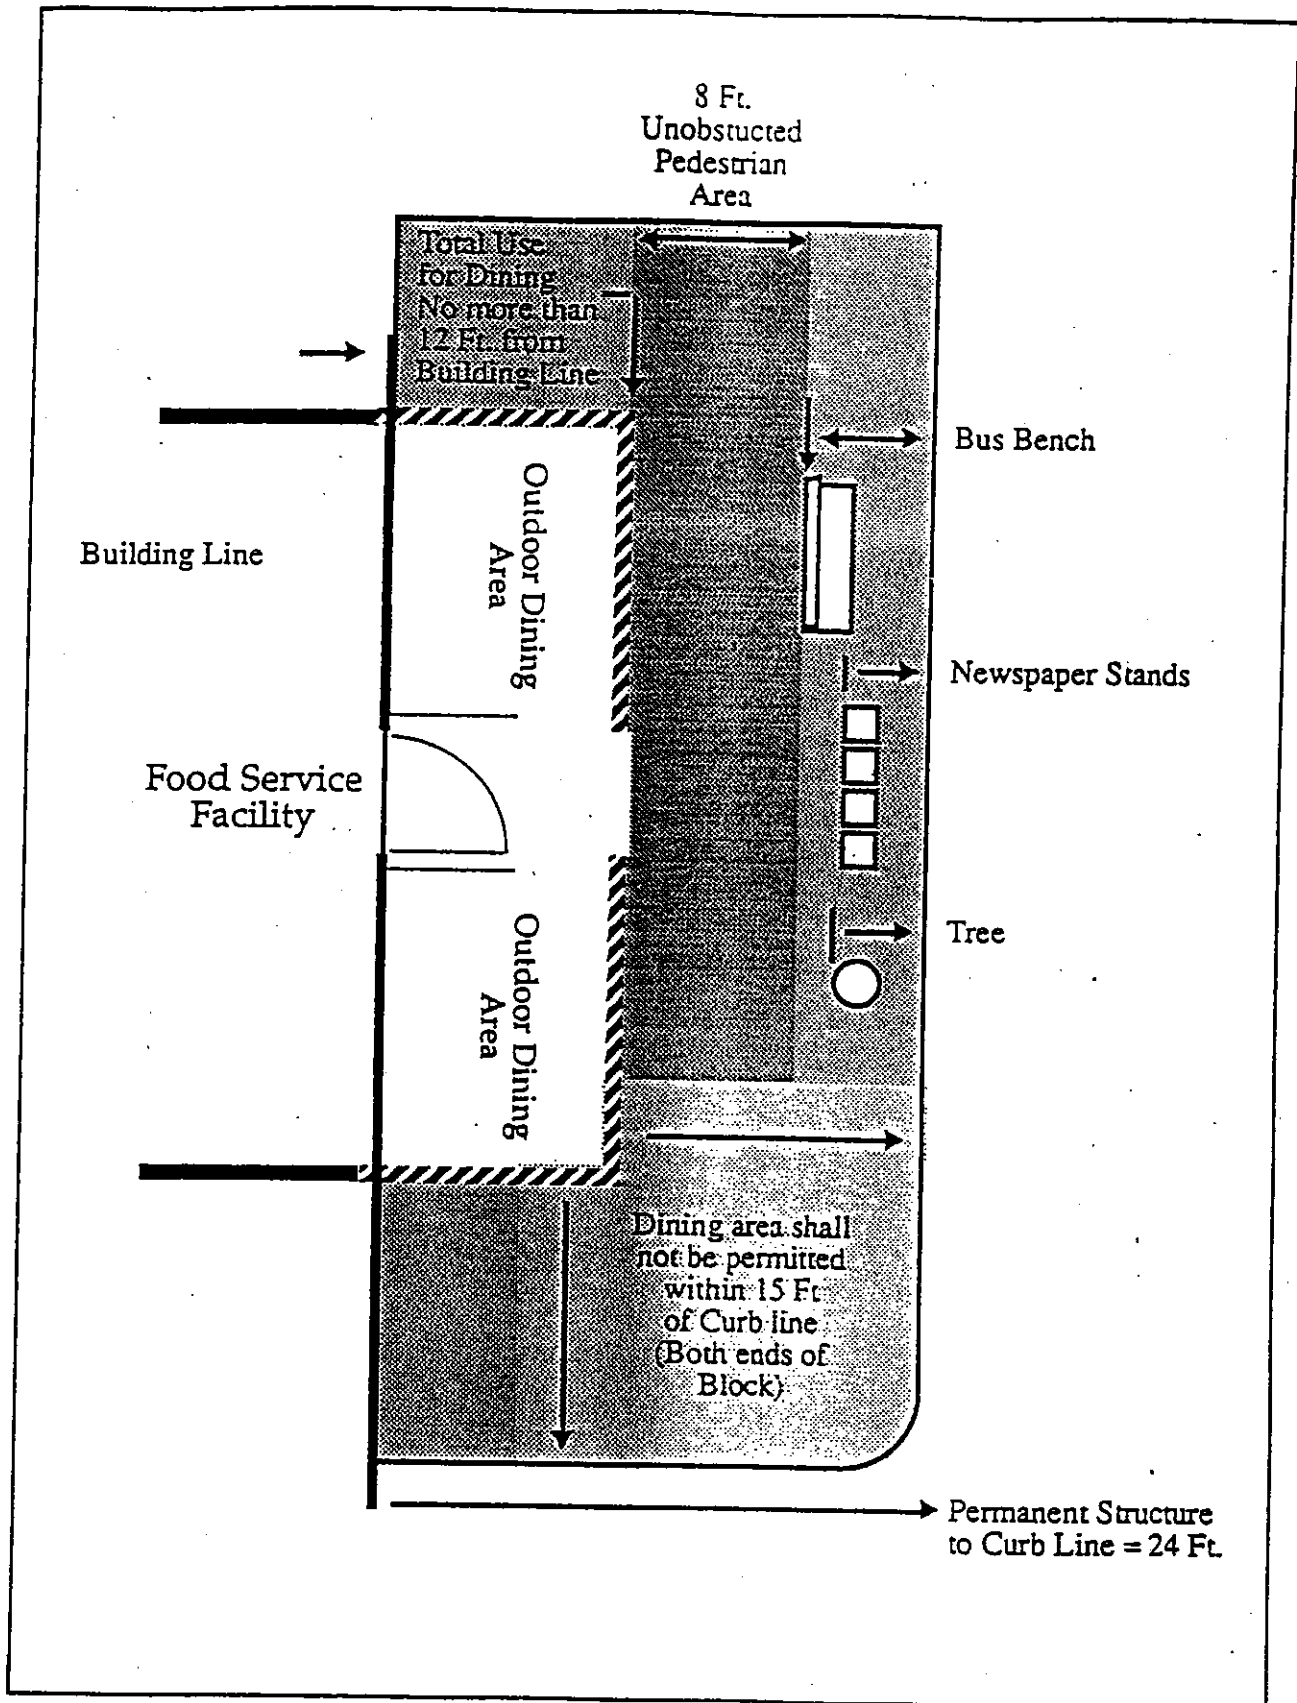 8 Ft.
Unobstucted
Pedestrian
Area
Total Use
for Dining
No more than
12 Ft. from
Building Line
Bus Bench
Outdoor Dining
Area
Building Line
Newspaper Stands
Food Service
Facility
Tree
Outdoor Dining
Area
Dining area shall
not be permitted
within 15 Ft
of Curb line
(Both ends of
Block)
Permanent Structure
to Curb Line = 24 Ft.